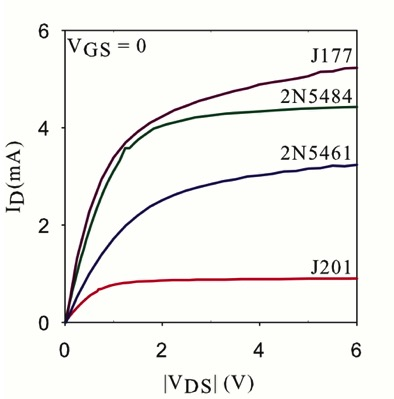 6
V_GS = 0
J177
2N5484
4
I_D(mA)
2N5461
2
J201
0
0 2 4 6
|V_DS| (V)